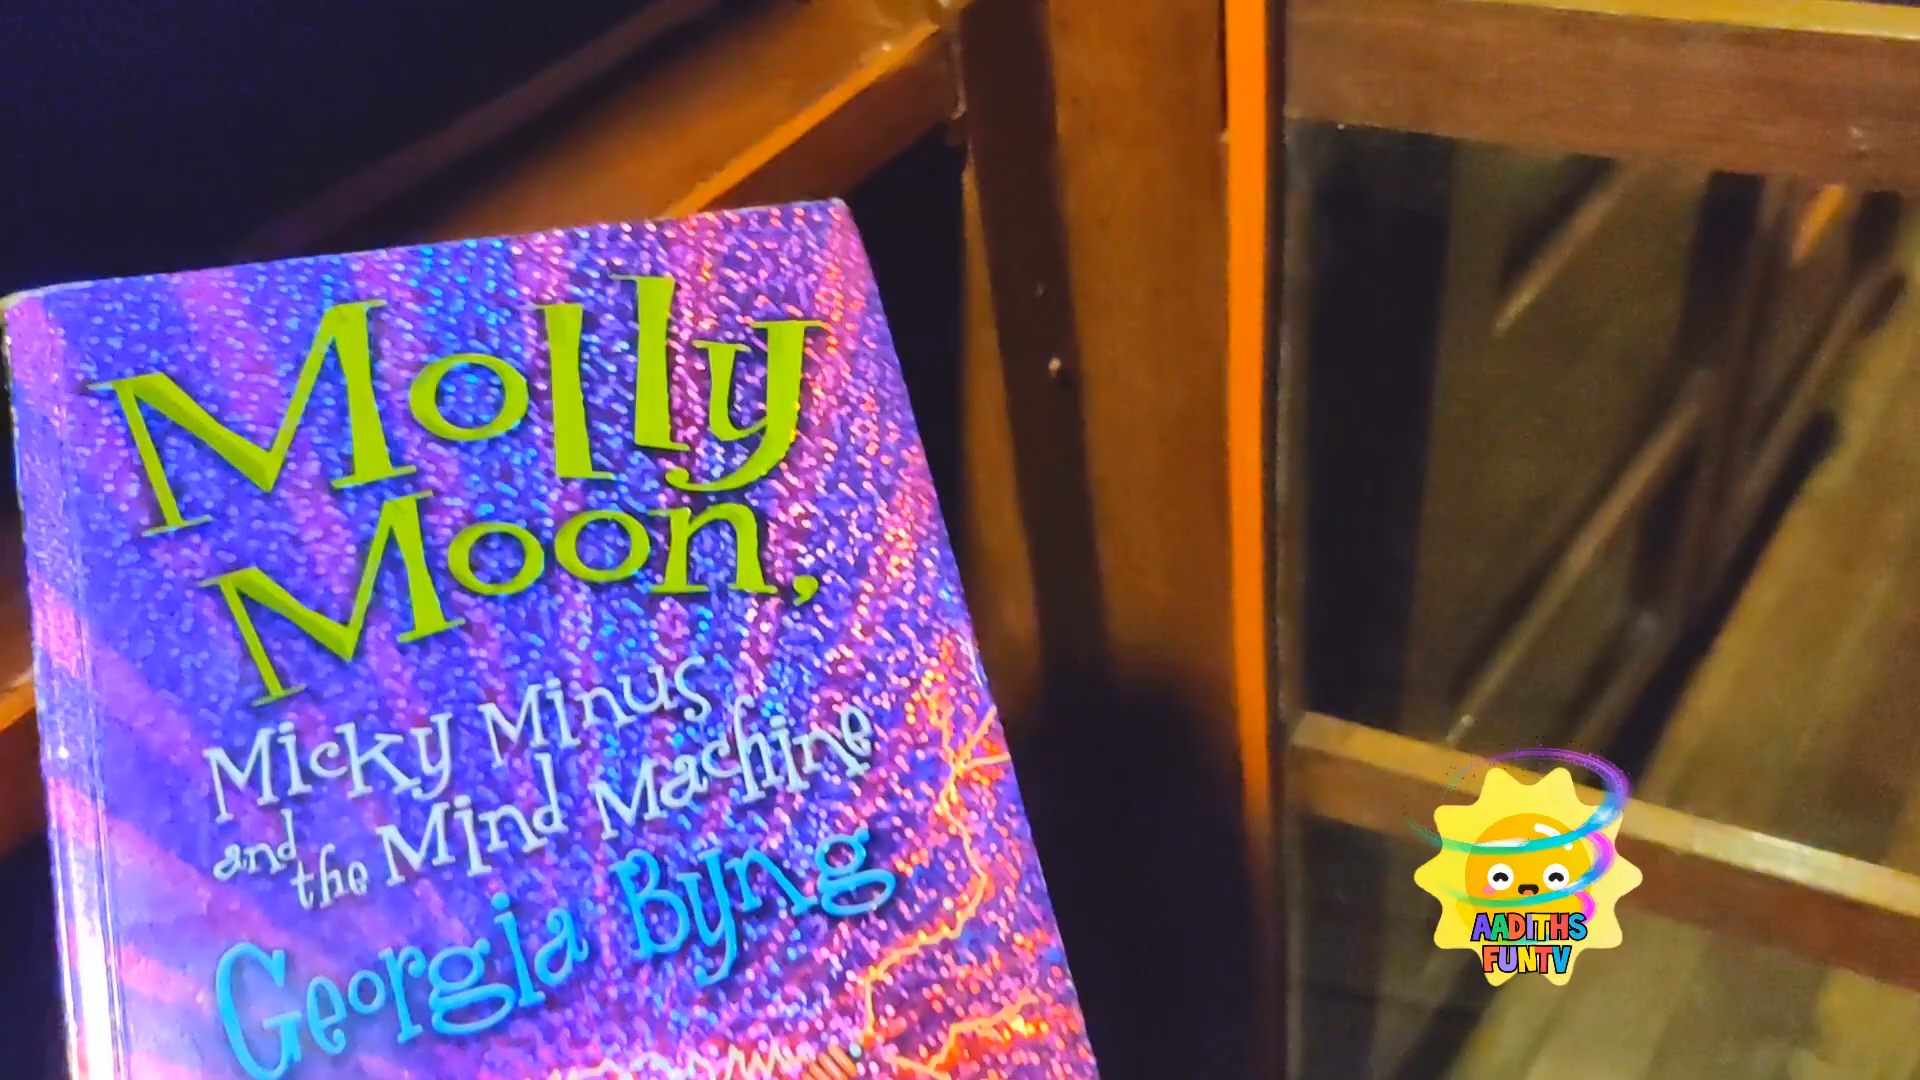 Molly
Moon,
Micky Minus
and the Mind Machine
Georgia Byng
AADITHS
FUNTV